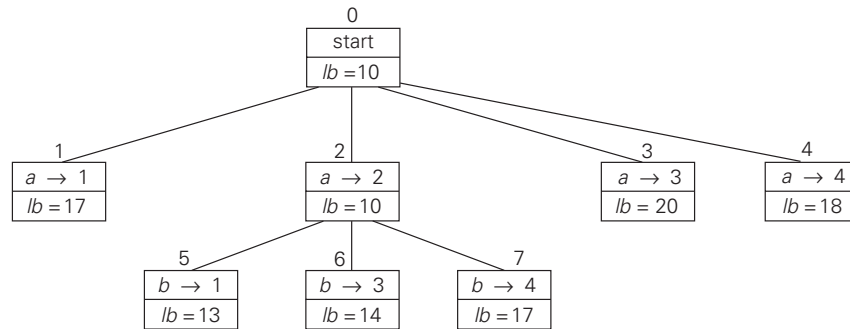 0
start
lb =10
1
2
3
4
a → 1
a → 2
a → 3
a → 4
lb =17
lb =10
lb = 20
lb =18
5
6
7
b → 1
b → 3
b → 4
lb =13
lb =14
lb =17